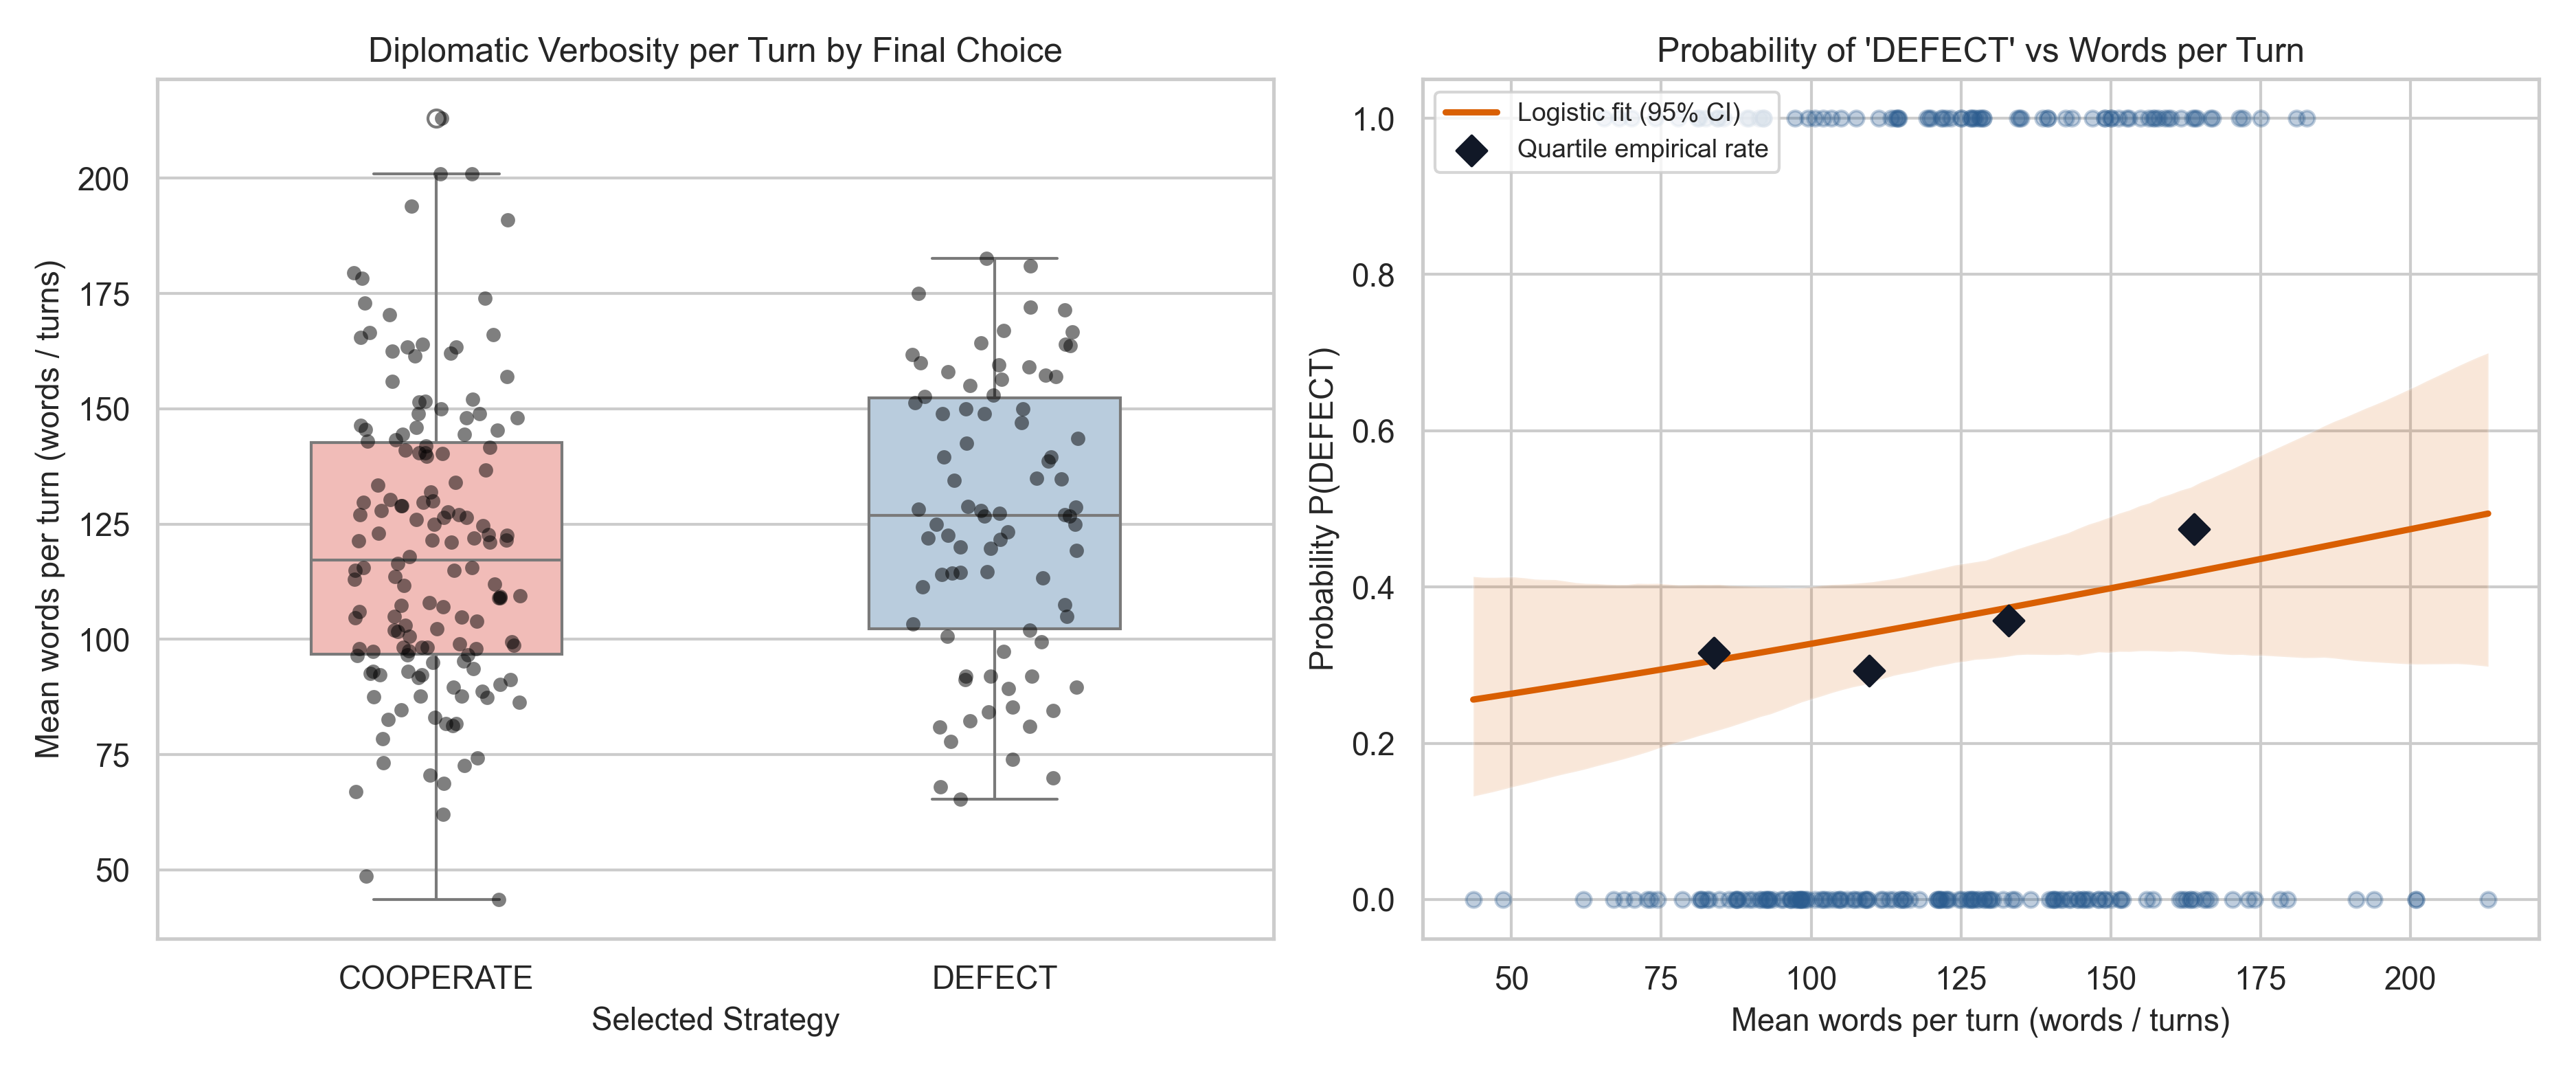 Diplomatic Verbosity per Turn by Final Choice
Mean words per turn (words / turns)
200
175
150
125
100
75
50
COOPERATE
DEFECT
Selected Strategy
Probability of 'DEFECT' vs Words per Turn
Logistic fit (95% CI)
Quartile empirical rate
Probability P(DEFECT)
1.0
0.8
0.6
0.4
0.2
0.0
50
75
100
125
150
175
200
Mean words per turn (words / turns)